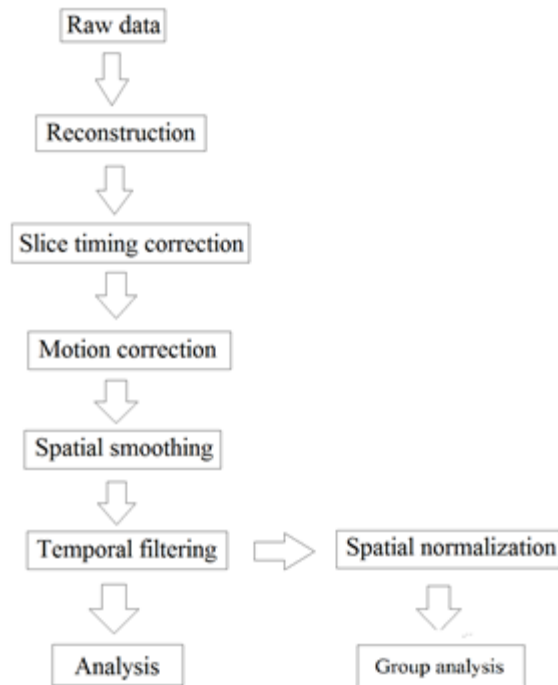 Raw data
Reconstruction
Slice timing correction
Motion correction
Spatial smoothing
Temporal filtering
Spatial normalization
Analysis
Group analysis